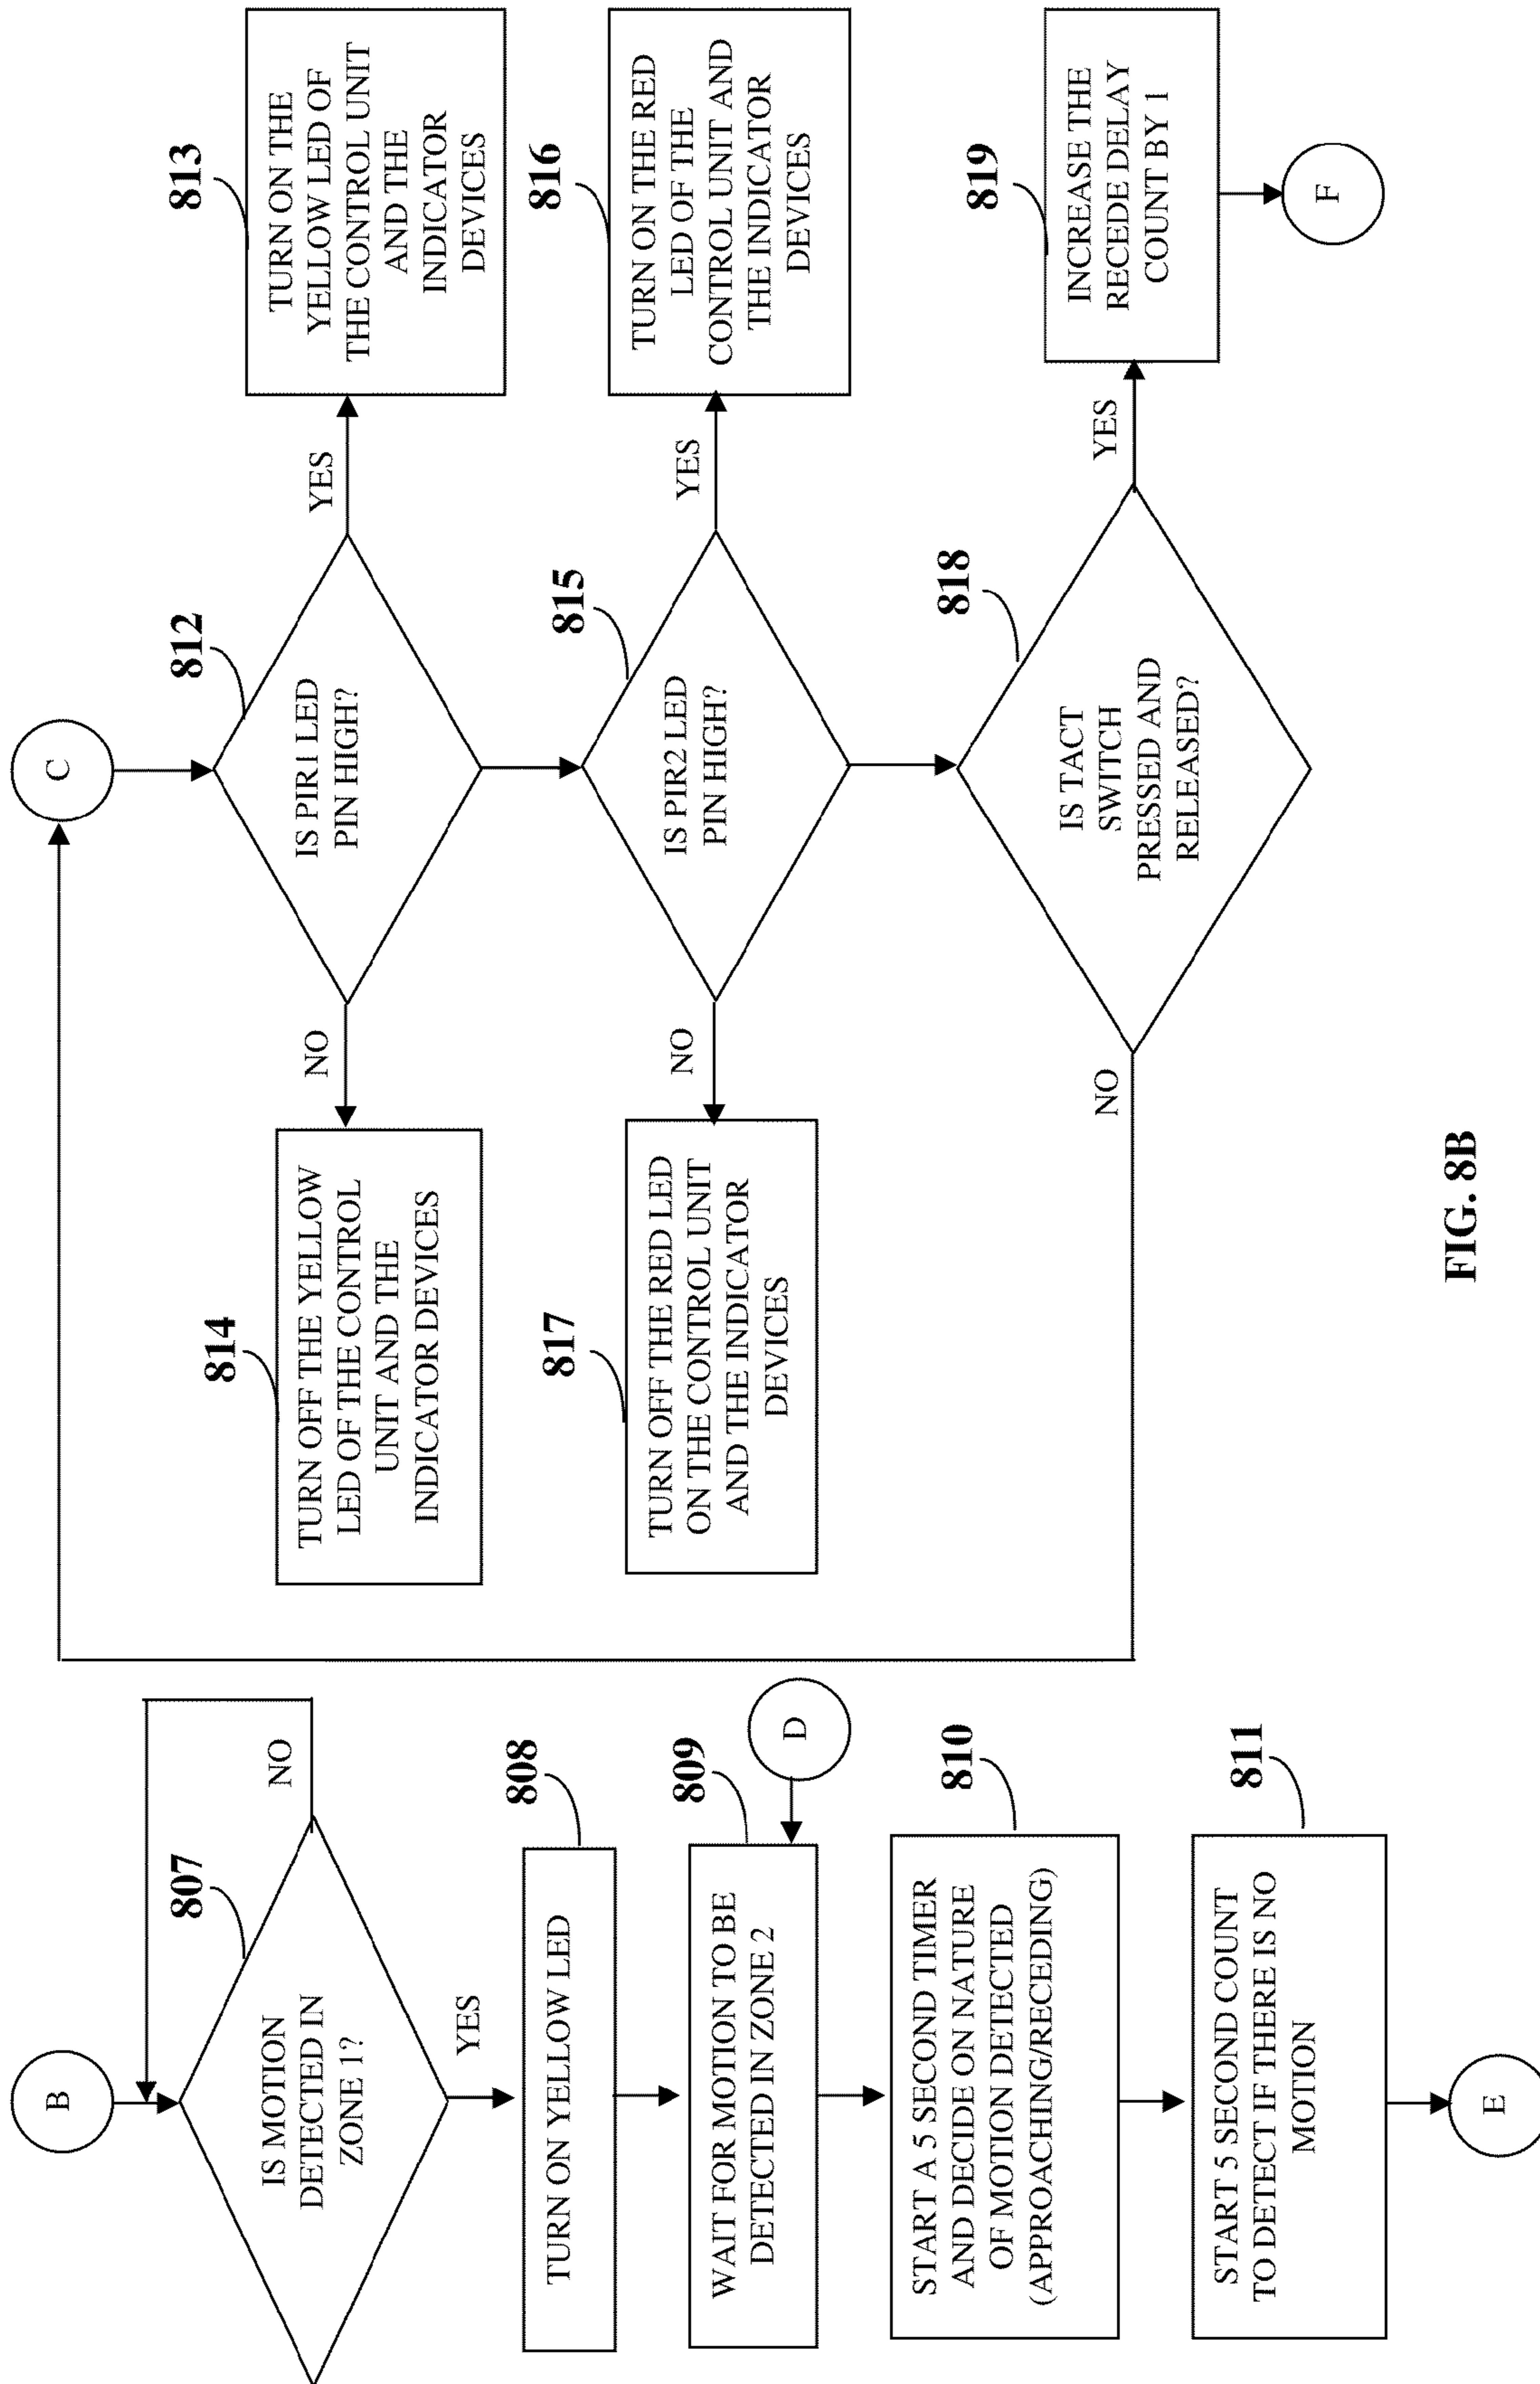 B
807
IS MOTION
DETECTED IN
ZONE 1?
NO
YES
808
TURN ON YELLOW LED
809
WAIT FOR MOTION TO BE
DETECTED IN ZONE 2
D
810
START A 5 SECOND TIMER
AND DECIDE ON NATURE
OF MOTION DETECTED
(APPROACHING/RECEDING)
811
START 5 SECOND COUNT
TO DETECT IF THERE IS NO
MOTION
E
C
812
IS PIR1 LED
PIN HIGH?
YES
813
TURN ON THE
YELLOW LED OF
THE CONTROL UNIT
AND THE
INDICATOR
DEVICES
NO
814
TURN OFF THE YELLOW
LED OF THE CONTROL
UNIT AND THE
INDICATOR DEVICES
815
IS PIR2 LED
PIN HIGH?
YES
816
TURN ON THE RED
LED OF THE
CONTROL UNIT AND
THE INDICATOR
DEVICES
NO
817
TURN OFF THE RED LED
ON THE CONTROL UNIT
AND THE INDICATOR
DEVICES
818
IS TACT
SWITCH
PRESSED AND
RELEASED?
NO
YES
819
INCREASE THE
RECEDE DELAY
COUNT BY 1
F
FIG. 8B